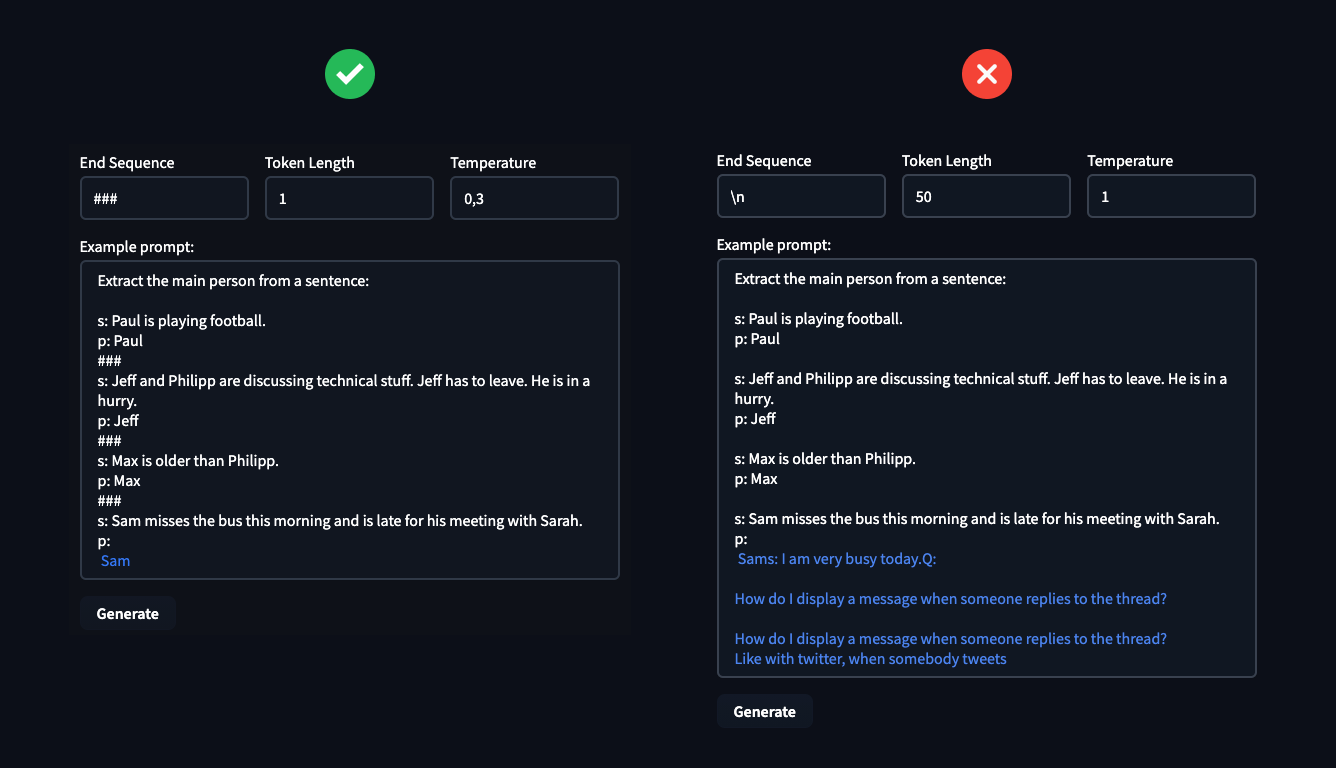 End Sequence
Token Length
Temperature
###
1
0,3
Example prompt:
Extract the main person from a sentence:
s: Paul is playing football.
p: Paul
###
s: Jeff and Philipp are discussing technical stuff. Jeff has to leave. He is in a
hurry.
p: Jeff
###
s: Max is older than Philipp.
p: Max
###
s: Sam misses the bus this morning and is late for his meeting with Sarah.
p:
Sam
Generate
End Sequence
Token Length
Temperature
\n
50
1
Example prompt:
Extract the main person from a sentence:
s: Paul is playing football.
p: Paul
s: Jeff and Philipp are discussing technical stuff. Jeff has to leave. He is in a
hurry.
p: Jeff
s: Max is older than Philipp.
p: Max
s: Sam misses the bus this morning and is late for his meeting with Sarah.
p:
Sams: I am very busy today.Q:
How do I display a message when someone replies to the thread?
How do I display a message when someone replies to the thread?
Like with twitter, when somebody tweets
Generate